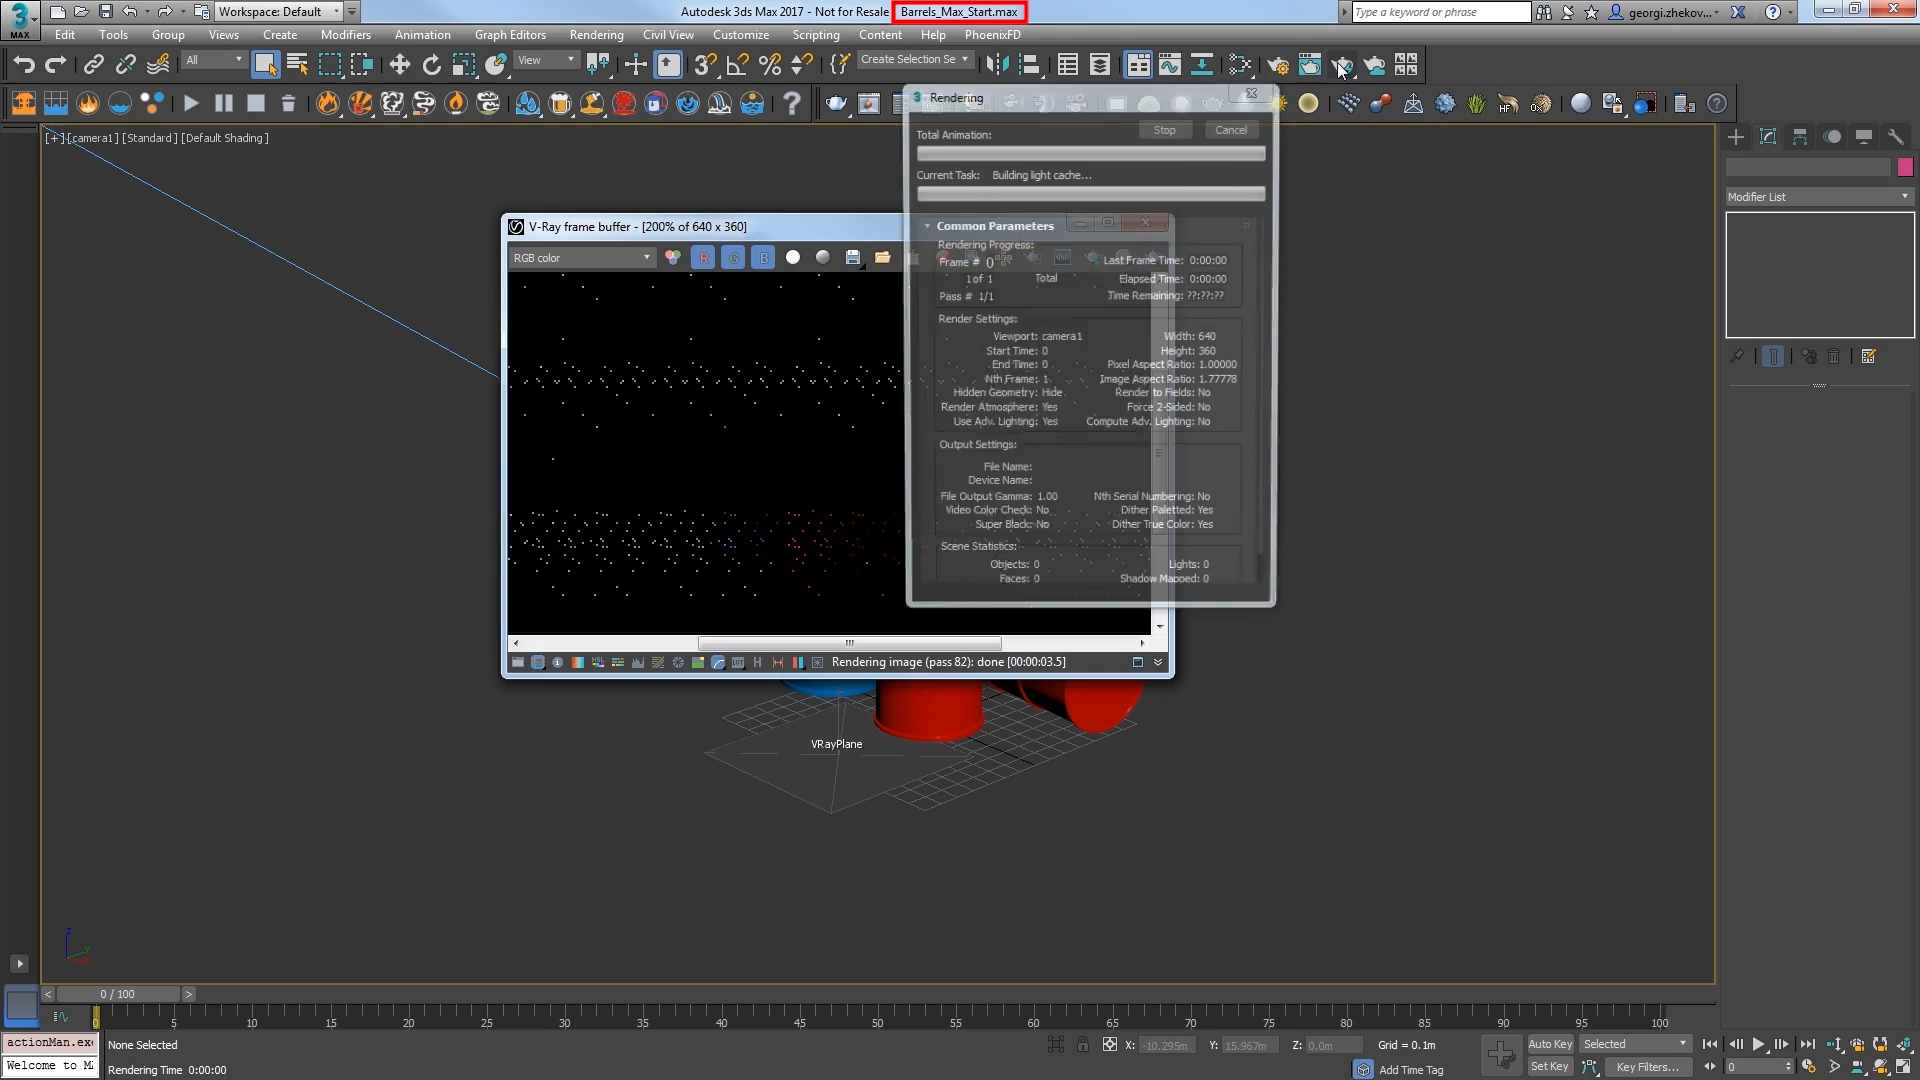 MAX
Workspace: Default
Autodesk 3ds Max 2017 - Not for Resale
Barrels_Max_Start.max
Type a keyword or phrase
georgi.zhekov...
Edit Tools Group Views Create Modifiers Animation Graph Editors Rendering Civil View Customize Scripting Content Help PhoenixFD
All
View
Create Selection Se
[+] [camera1] [Standard ] [Default Shading ]
Rendering
Total Animation:
Stop
Cancel
Current Task: Building light cache...
V-Ray frame buffer - [200% of 640 x 360]
RGB color
R G B
Common Parameters
Rendering Progress:
Frame # 0
Last Frame Time: 0:00:00
1 of 1 Total
Elapsed Time: 0:00:00
Pass # 1/1
Time Remaining: ??:??:??
Render Settings:
Viewport: camera1
Width: 640
Start Time: 0
Height: 360
End Time: 0
Pixel Aspect Ratio: 1.00000
Nth Frame: 1
Image Aspect Ratio: 1.77778
Hidden Geometry: Hide
Render to Fields: No
Render Atmosphere: Yes
Force 2-Sided: No
Use Adv. Lighting: Yes
Compute Adv. Lighting: No
Output Settings:
File Name:
Device Name:
File Output Gamma: 1.00
Nth Serial Numbering: No
Video Color Check: No
Dither Paletted: Yes
Super Black: No
Dither True Color: Yes
Scene Statistics:
Objects: 0
Lights: 0
Faces: 0
Shadow Mapped: 0
Rendering image (pass 82): done [00:00:03.5]
VRayPlane
Modifier List
z
y
< 0 / 100 >
0 5 10 15 20 25 30 35 40 45 50 55 60 65 70 75 80 85 90 95 100
actionMan.exe
None Selected
X: -10.295m Y: 15.967m Z: 0.0m Grid = 0.1m
Auto Key
Selected
Welcome to M
Rendering Time 0:00:00
Add Time Tag
Set Key
Key Filters...
0